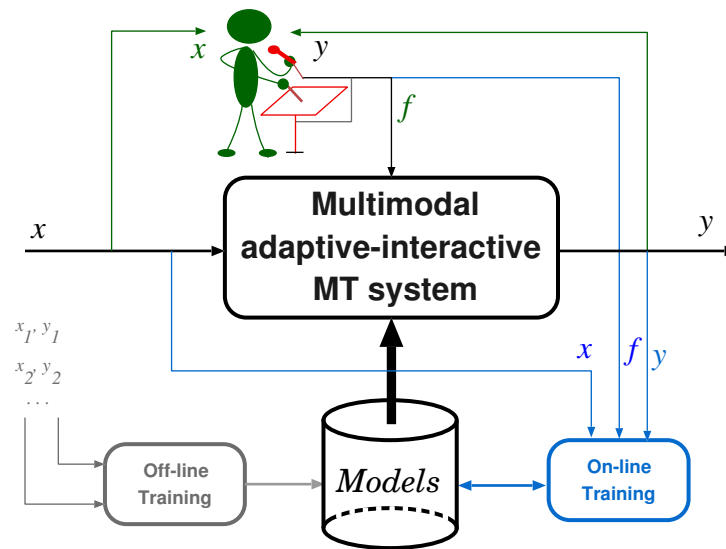 x
y
f
x
Multimodal
adaptive-interactive
MT system
y
x1, y1
x2, y2
. . .
x
f
y
Off-line
Training
Models
On-line
Training